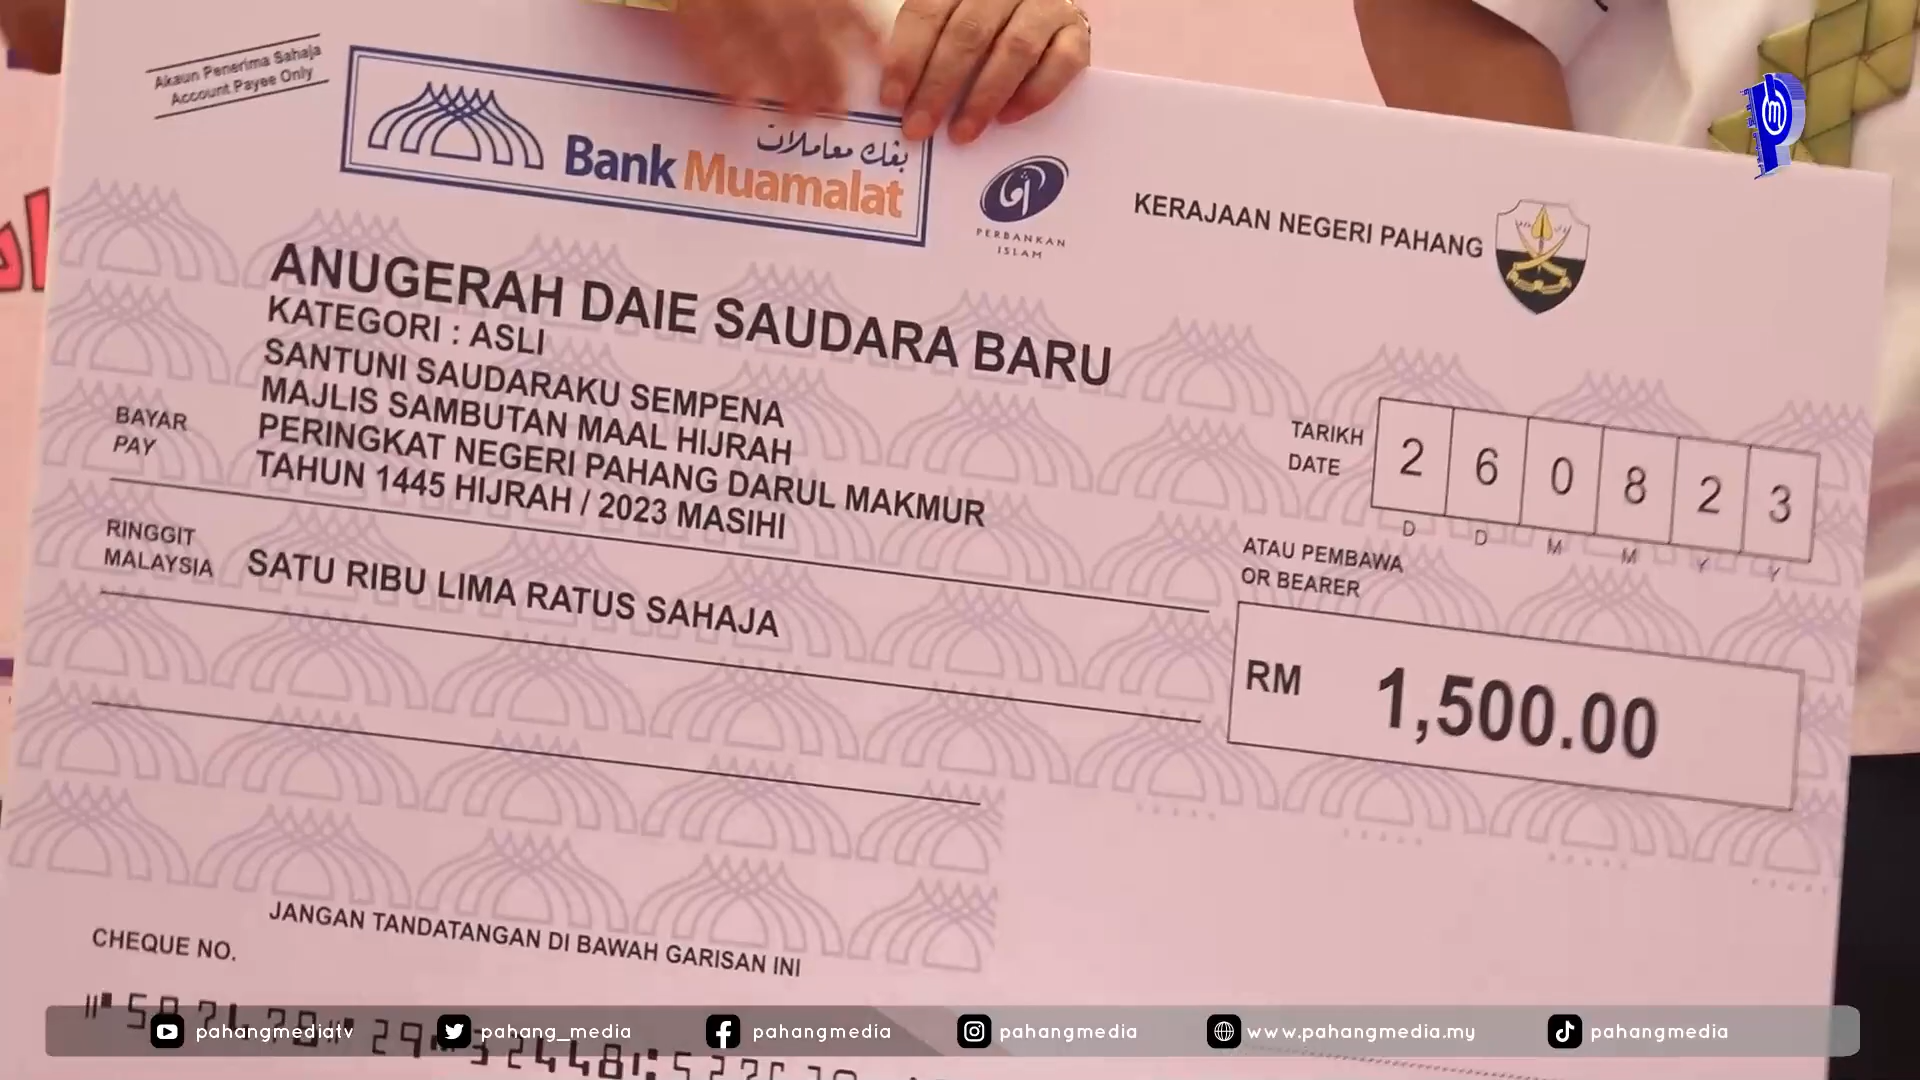 Akaun Penerima Sahaja
Account Payee Only
بنك معاملات
Bank Muamalat
PERBANKAN
ISLAM
KERAJAAN NEGERI PAHANG
ANUGERAH DAIE SAUDARA BARU
KATEGORI : ASLI
SANTUNI SAUDARAKU SEMPENA
MAJLIS SAMBUTAN MAAL HIJRAH
PERINGKAT NEGERI PAHANG DARUL MAKMUR
TAHUN 1445 HIJRAH / 2023 MASIHI
BAYAR
PAY
TARIKH
DATE
2 6 0 8 2 3
D D M M Y Y
RINGGIT
MALAYSIA
SATU RIBU LIMA RATUS SAHAJA
ATAU PEMBAWA
OR BEARER
RM 1,500.00
JANGAN TANDATANGAN DI BAWAH GARISAN INI
CHEQUE NO.
pahangmediatv
pahang_media
pahangmedia
pahangmedia
www.pahangmedia.my
pahangmedia